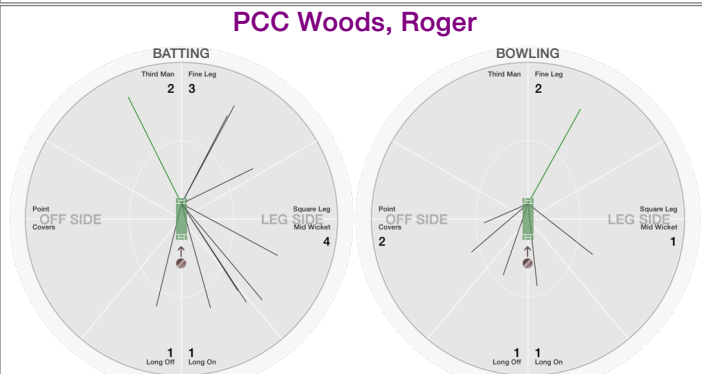 PCC Woods, Roger
BATTING
Third Man
2
Fine Leg
3
Point
OFF SIDE
Covers
Square Leg
LEG SIDE
Mid Wicket
4
1
Long Off
1
Long On
BOWLING
Third Man
Fine Leg
2
Point
OFF SIDE
Covers
2
Square Leg
LEG SIDE
Mid Wicket
1
1
Long Off
1
Long On